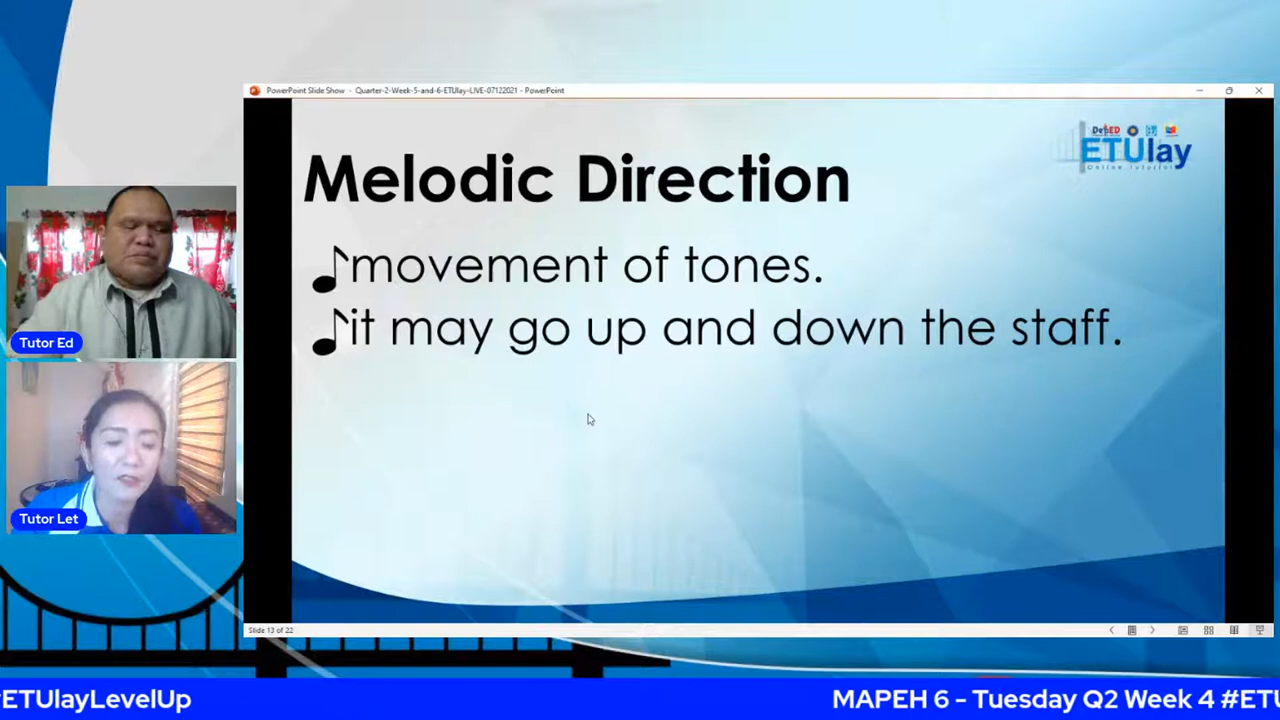 PowerPoint Slide Show - Quarter-2-Week-5-and-6-ETUlay-LIVE-07122021 - PowerPoint
DepED
ETUlay
Online Tutorial
Melodic Direction
movement of tones.
it may go up and down the staff.
Tutor Ed
Tutor Let
Slide 13 of 22
ETUlayLevelUp
MAPEH 6 - Tuesday Q2 Week 4 #ETU